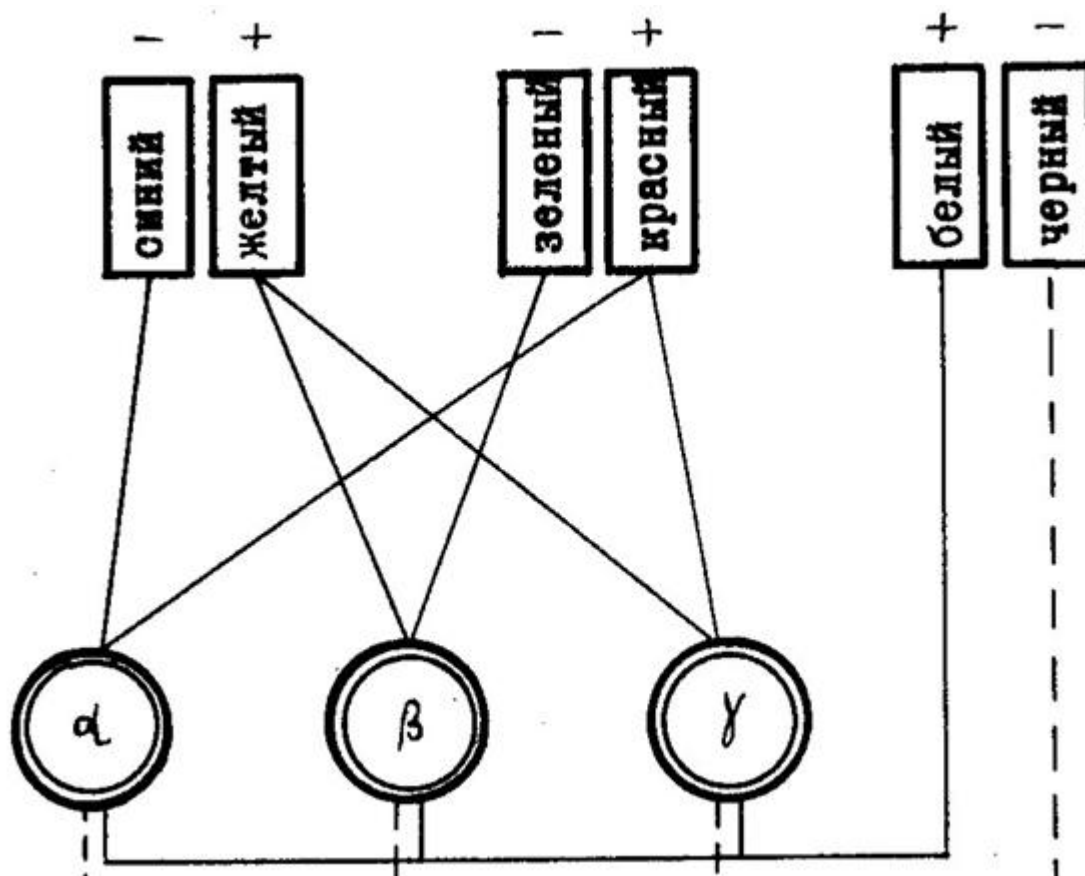 - + - + + -
синий желтый зеленый красный белый черный
α β γ